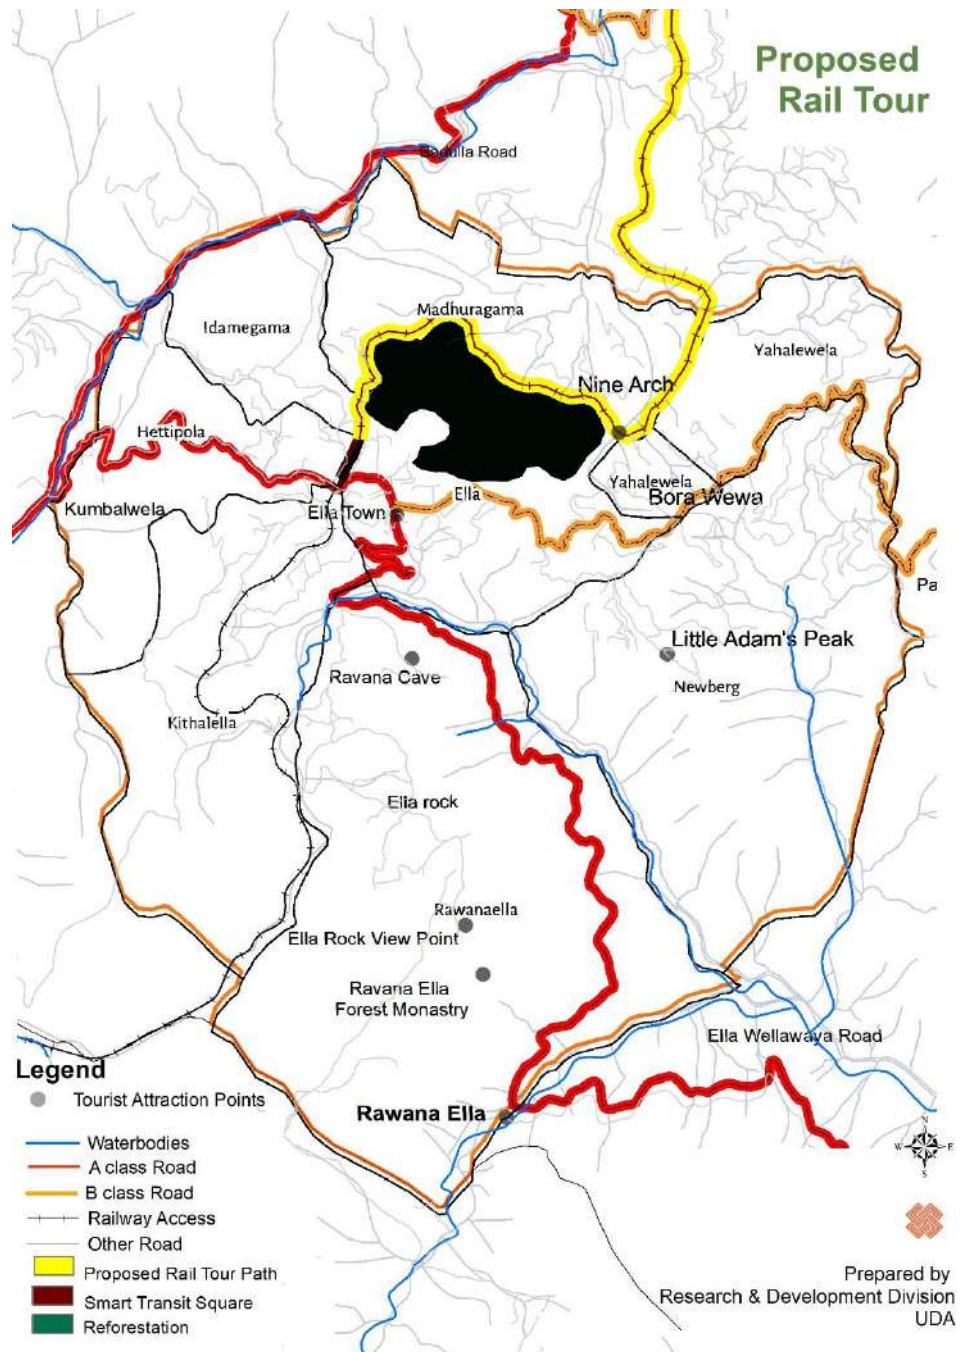 Proposed
Rail Tour
Badulla Road
Madhuragama
Idamegama
Yahalewela
Nine Arch
Hettipola
Yahalewela
Ella
Bora Wewa
Kumbalwela
Ella Town
Pa
Little Adam's Peak
Ravana Cave
Newberg
Kithalella
Ella rock
Rawanaella
Ella Rock View Point
Ravana Ella
Forest Monastry
Ella Wellawaya Road
Legend
Tourist Attraction Points
Rawana Ella
Waterbodies
A class Road
B class Road
Railway Access
Other Road
Proposed Rail Tour Path
Smart Transit Square
Reforestation
N
W E
S
Prepared by
Research & Development Division
UDA